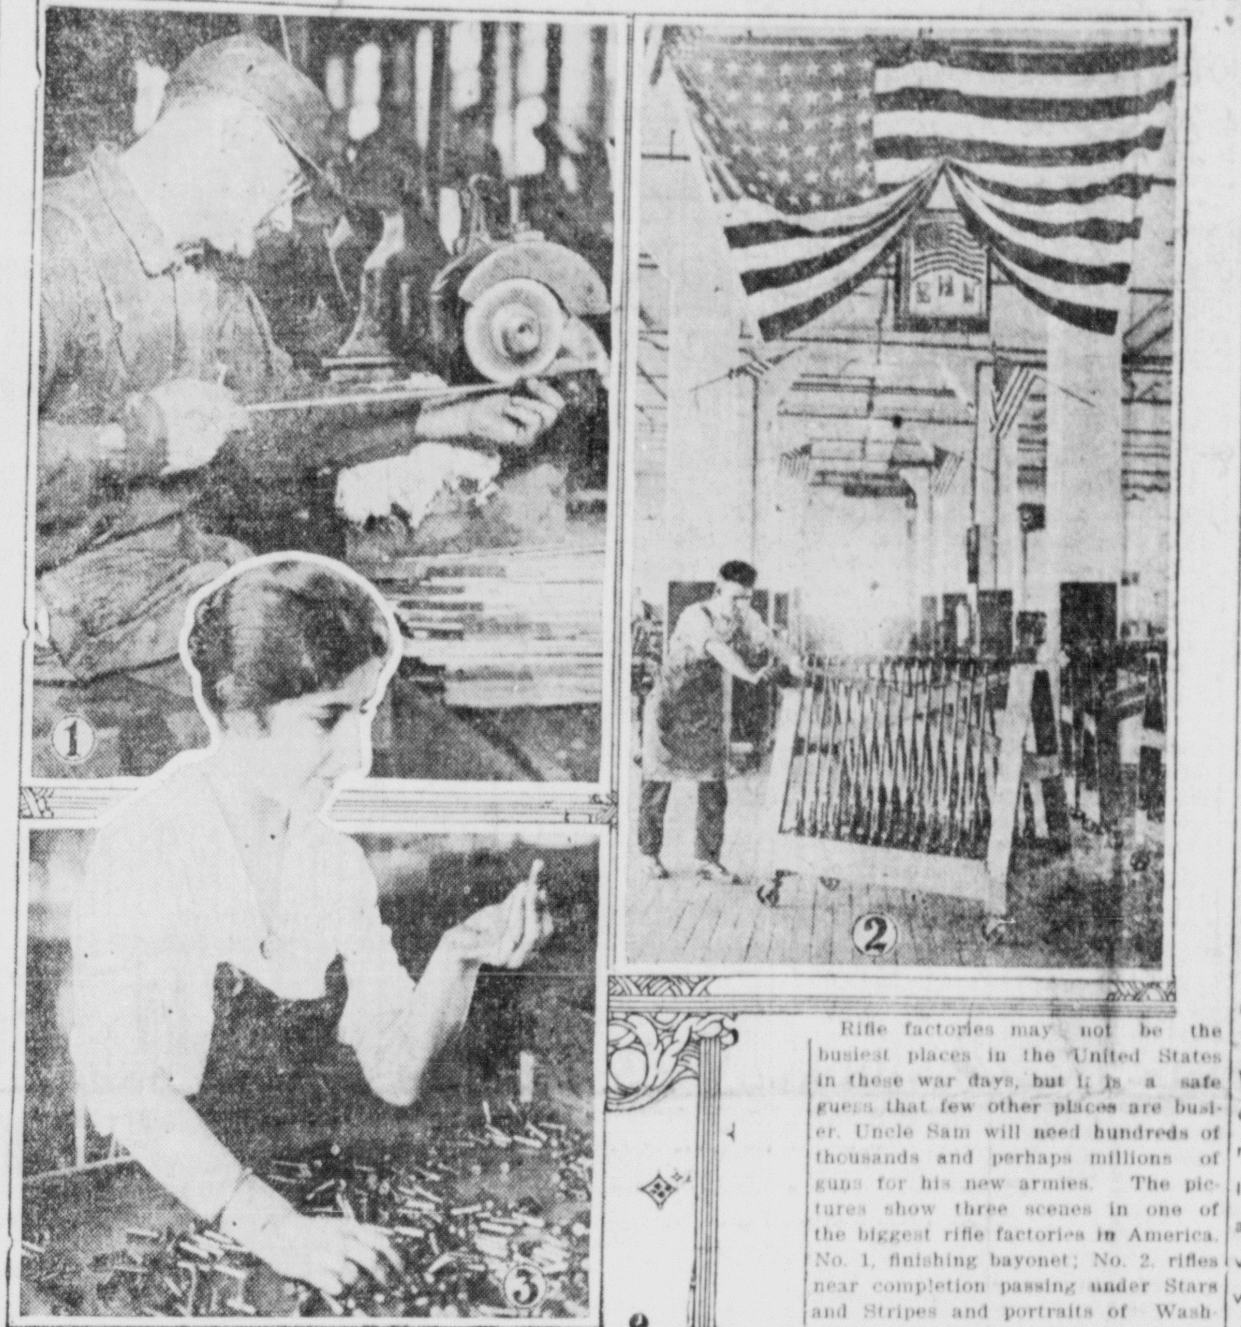 1
2
3
Rifle factories may not be the
busiest places in the United States
in these war days, but it is a safe
guess that few other places are busi-
er. Uncle Sam will need hundreds of
thousands and perhaps millions of
guns for his new armies. The pic-
tures show three scenes in one of
the biggest rifle factories in America.
No. 1, finishing bayonet; No. 2, rifles
near completion passing under Stars
and Stripes and portraits of Wash-